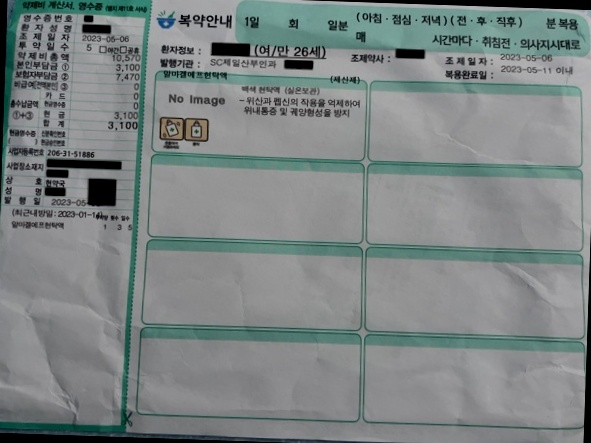 약제비 계산서, 영수증 (별지 제11호 서식)
영수증번호
환 자 성 명
조 제 일 자 2023-05-06
투 약 일 수 5 □야간□공휴
약 제 비 총 액 10,570
본인부담금 ① 3,100
보험자부담금 ② 7,470
비급여(전액본인) ③ 0
카 드 0
총수납금액 현금영수증 0
①+③ 현 금 3,100
합 계 3,100
현금영수증 신분확인번호
( ) 현금승인번호
사업자등록번호 206-31-51886
사업장소재지
상 호 현약국
성 명
발 행 일 2023-05-
(최근내방일: 2023-01-14)
투약량 횟수 일수
알마겔에프현탁액 1 3 5
복약안내
1일 회 일분 (아침 · 점심 · 저녁) (전 · 후 · 직후) 분 복용
매 시간마다 · 취침전 · 의사지시대로
환자정보 : (여/만 26세) 조제약사 : 조 제 일 자 : 2023-05-06
발행기관 : SC제일산부인과 복용완료일 : 2023-05-11 이내
알마겔에프현탁액 (제산제)
No Image
백색 현탁액 (실온보관)
– 위산과 펩신의 작용을 억제하여
위내통증 및 궤양형성을 방지